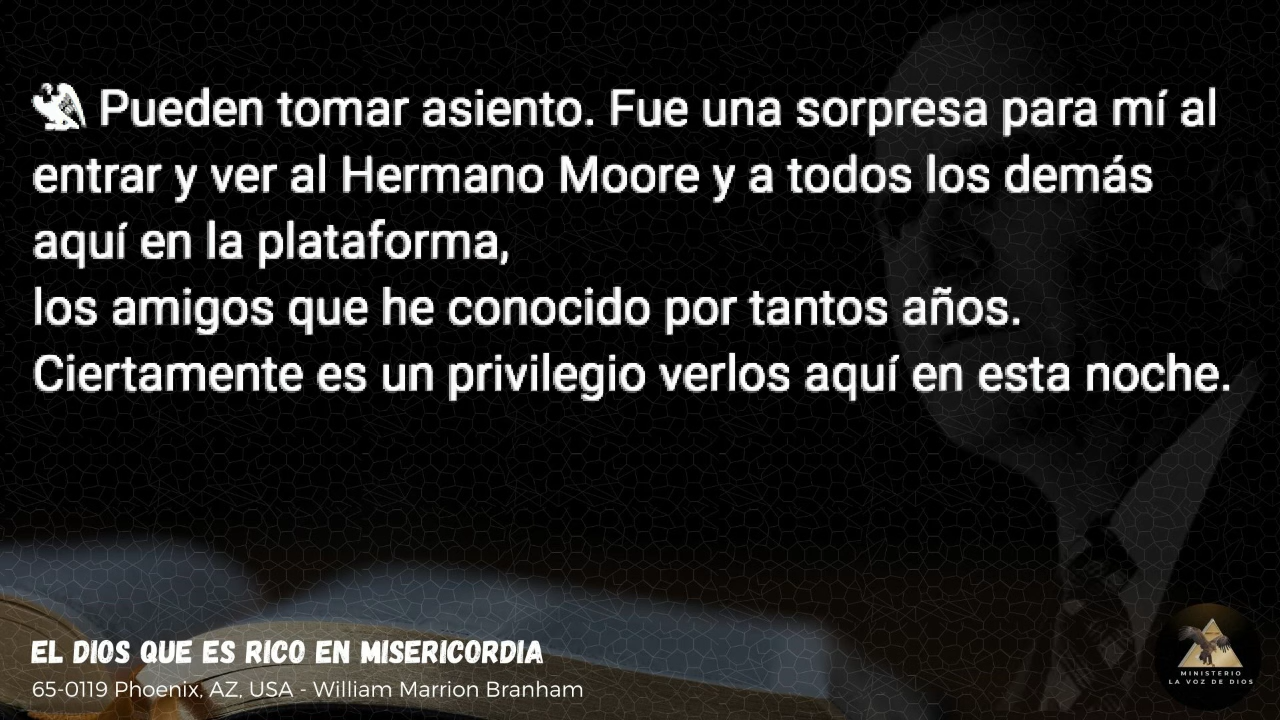 Pueden tomar asiento. Fue una sorpresa para mí al
entrar y ver al Hermano Moore y a todos los demás
aquí en la plataforma,
los amigos que he conocido por tantos años.
Ciertamente es un privilegio verlos aquí en esta noche.
EL DIOS QUE ES RICO EN MISERICORDIA
65-0119 Phoenix, AZ, USA - William Marrion Branham
MINISTERIO
LA VOZ DE DIOS